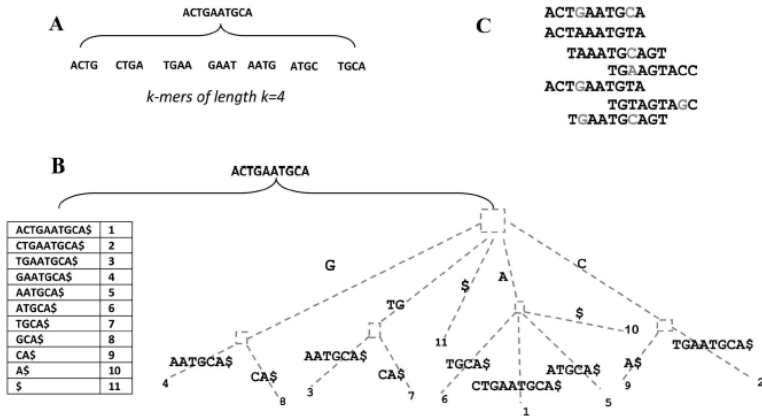 A
ACTGAATGCA
ACTG CTGA TGAA GAAT AATG ATGC TGCA
k-mers of length k=4
C
ACTGAATGCA
ACTAAATGTA
TAAATGCAGT
TGAAGTACC
ACTGAATGTA
TGTAGTAGC
TGAATGCAGT
B
ACTGAATGCA
ACTGAATGCA$ 1
CTGAATGCA$ 2
TGAATGCA$ 3
GAATGCA$ 4
AATGCA$ 5
ATGCA$ 6
TGCA$ 7
GCA$ 8
CA$ 9
A$ 10
$ 11
G
TG
$
A
$
C
11
10
AATGCA$
CA$
AATGCA$
CA$
TGCA$
CTGAATGCA$
ATGCA$
A$
TGAATGCA$
4
8
3
7
6
1
5
9
2